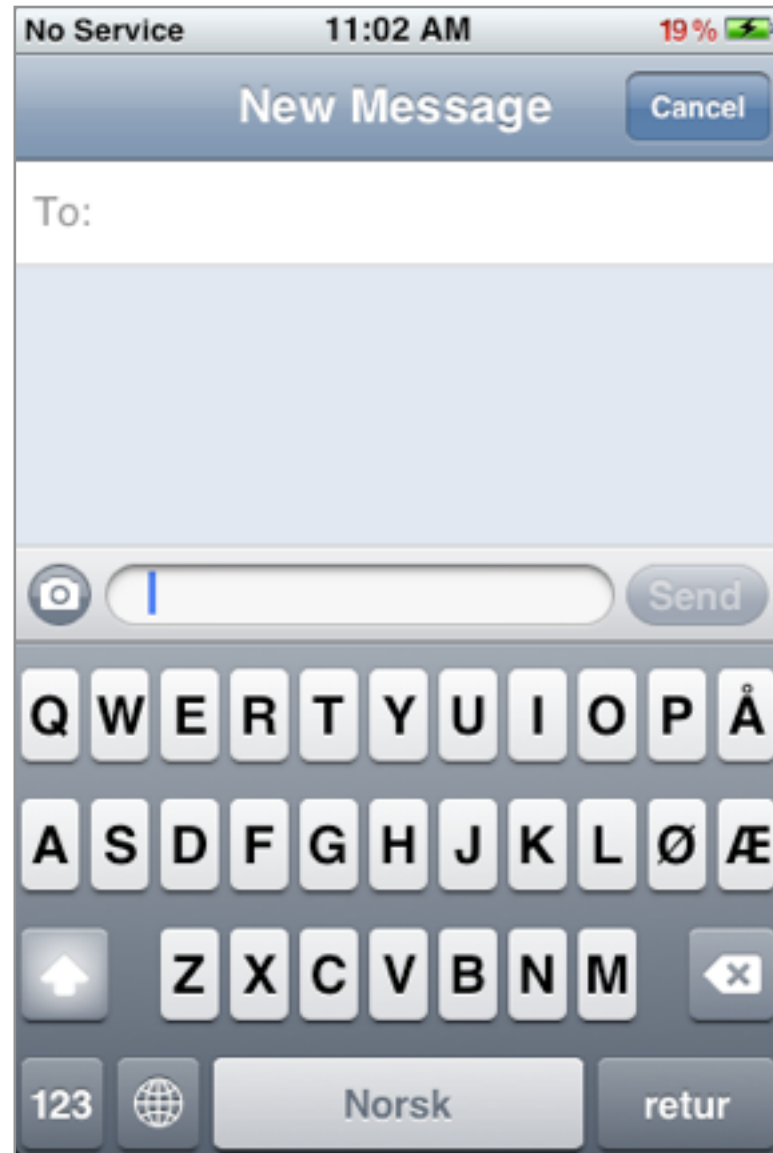 No Service 11:02 AM 19%
New Message Cancel
To:
Send
Q W E R T Y U I O P Å
A S D F G H J K L Ø Æ
Z X C V B N M
123 Norsk retur